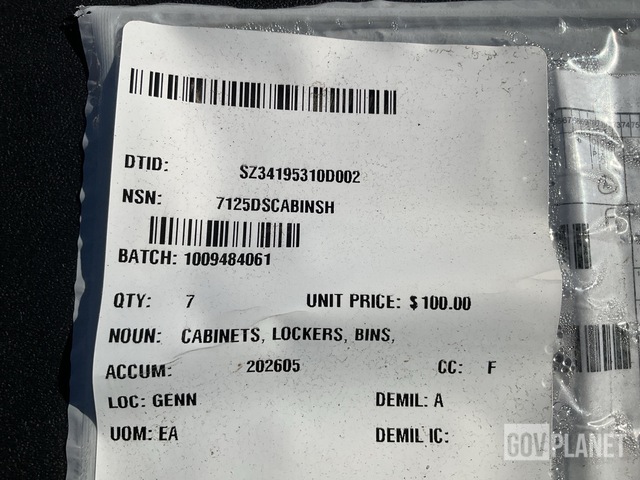 DTID: SZ34195310D002
NSN: 7125DSCABINSH
BATCH: 1009484061
QTY: 7 UNIT PRICE: $100.00
NOUN: CABINETS, LOCKERS, BINS,
ACCUM: 202605 CC: F
LOC: GENN DEMIL: A
UOM: EA DEMIL IC:
GOVPLANET